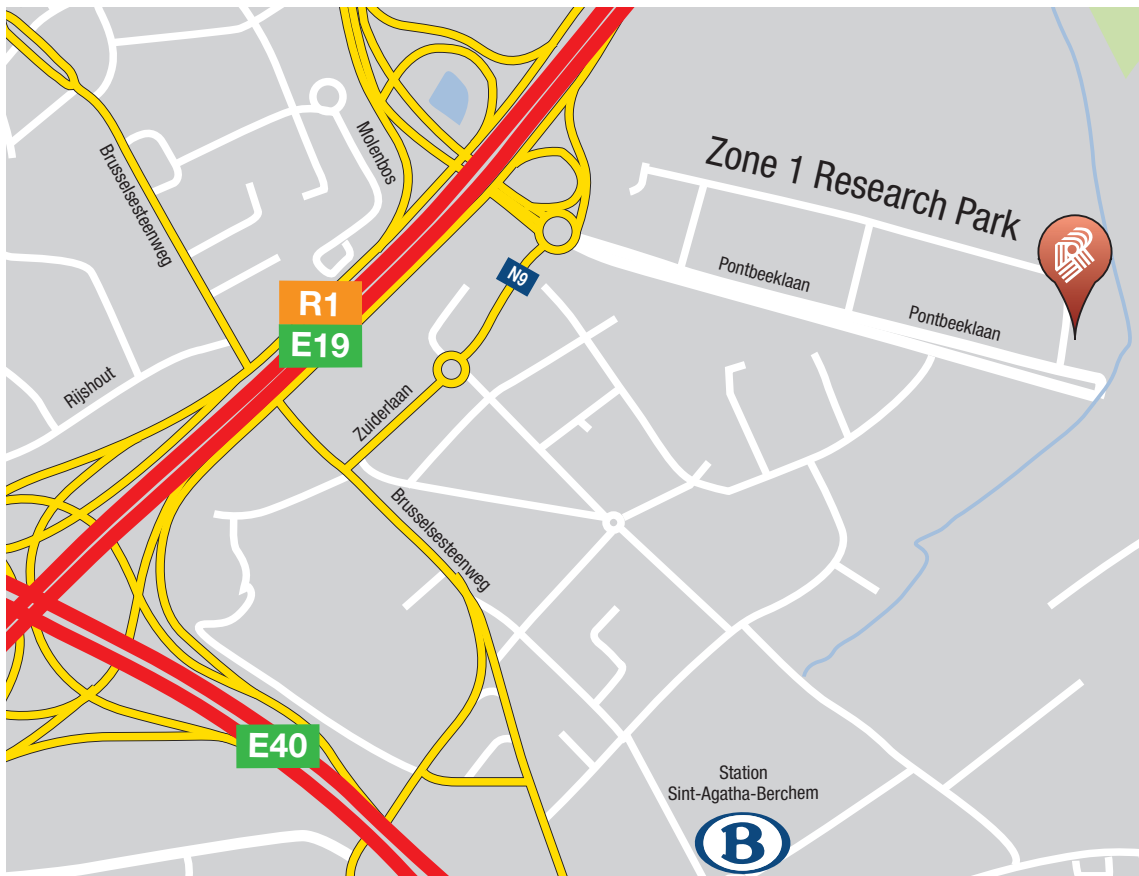 Molenbos
Brusselsesteenweg
Zone 1 Research Park
N9
Pontbeeklaan
R1
E19
Pontbeeklaan
Rijshout
Zuiderlaan
Brusselsesteenweg
E40
Station
Sint-Agatha-Berchem
B